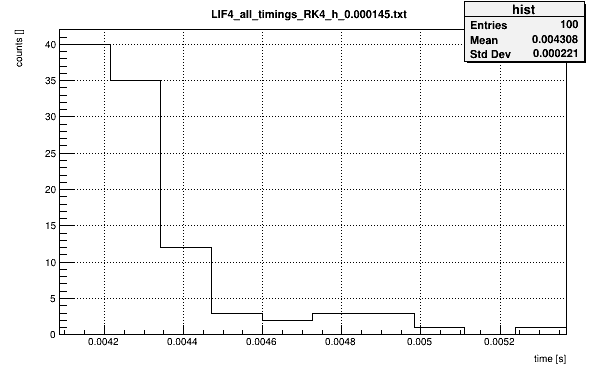 LIF4_all_timings_RK4_h_0.000145.txt
hist
Entries 100
Mean 0.004308
Std Dev 0.000221
counts []
40
35
30
25
20
15
10
5
0
0.0042 0.0044 0.0046 0.0048 0.005 0.0052
time [s]